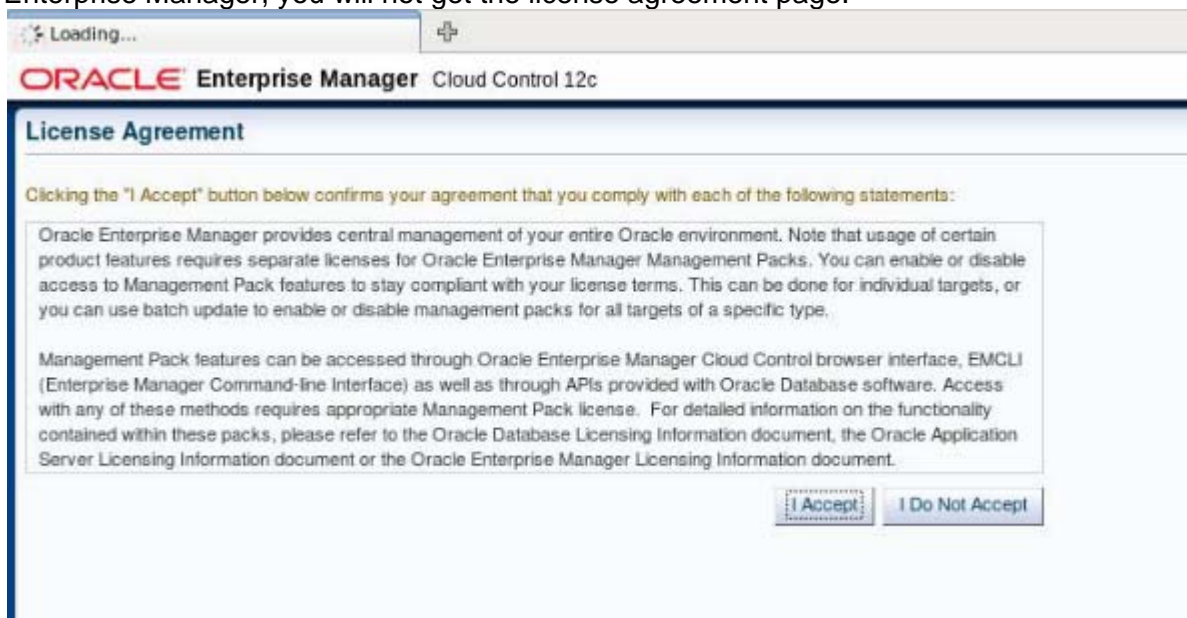 Enterprise Manager, you will not get the license agreement page.
Loading...
ORACLE Enterprise Manager Cloud Control 12c
License Agreement
Clicking the "I Accept" button below confirms your agreement that you comply with each of the following statements:
Oracle Enterprise Manager provides central management of your entire Oracle environment. Note that usage of certain
product features requires separate licenses for Oracle Enterprise Manager Management Packs. You can enable or disable
access to Management Pack features to stay compliant with your license terms. This can be done for individual targets, or
you can use batch update to enable or disable management packs for all targets of a specific type.
Management Pack features can be accessed through Oracle Enterprise Manager Cloud Control browser interface, EMCLI
(Enterprise Manager Command-line Interface) as well as through APIs provided with Oracle Database software. Access
with any of these methods requires appropriate Management Pack license. For detailed information on the functionality
contained within these packs, please refer to the Oracle Database Licensing Information document, the Oracle Application
Server Licensing Information document or the Oracle Enterprise Manager Licensing Information document.
I Accept I Do Not Accept